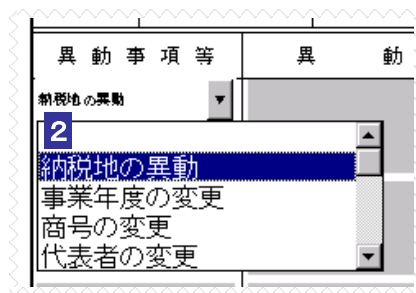 異動事項等 異 動
納税地の異動
2
納税地の異動
事業年度の変更
商号の変更
代表者の変更